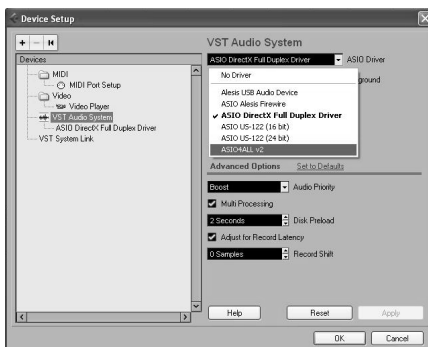 Device Setup
Devices
MIDI
MIDI Port Setup
Video
Video Player
VST Audio System
ASIO DirectX Full Duplex Driver
VST System Link
VST Audio System
ASIO DirectX Full Duplex Driver ASIO Driver
No Driver
Alesis USB Audio Device
ASIO Alesis Firewire
ASIO DirectX Full Duplex Driver
ASIO US-122 (16 bit)
ASIO US-122 (24 bit)
ASIO4ALL v2
ground
Advanced Options Set to Defaults
Boost Audio Priority
Multi Processing
2 Seconds Disk Preload
Adjust for Record Latency
0 Samples Record Shift
Help Reset Apply
OK Cancel